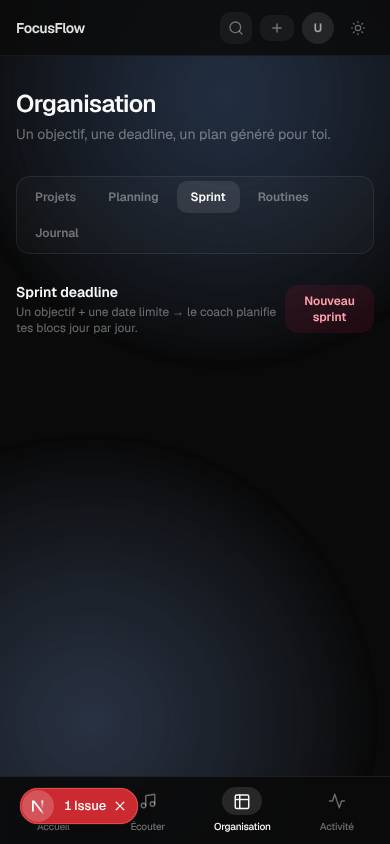 FocusFlow
U
Organisation
Un objectif, une deadline, un plan généré pour toi.
Projets Planning Sprint Routines
Journal
Sprint deadline
Un objectif + une date limite → le coach planifie
tes blocs jour par jour.
Nouveau
sprint
N 1 Issue
Accueil Écouter Organisation Activité